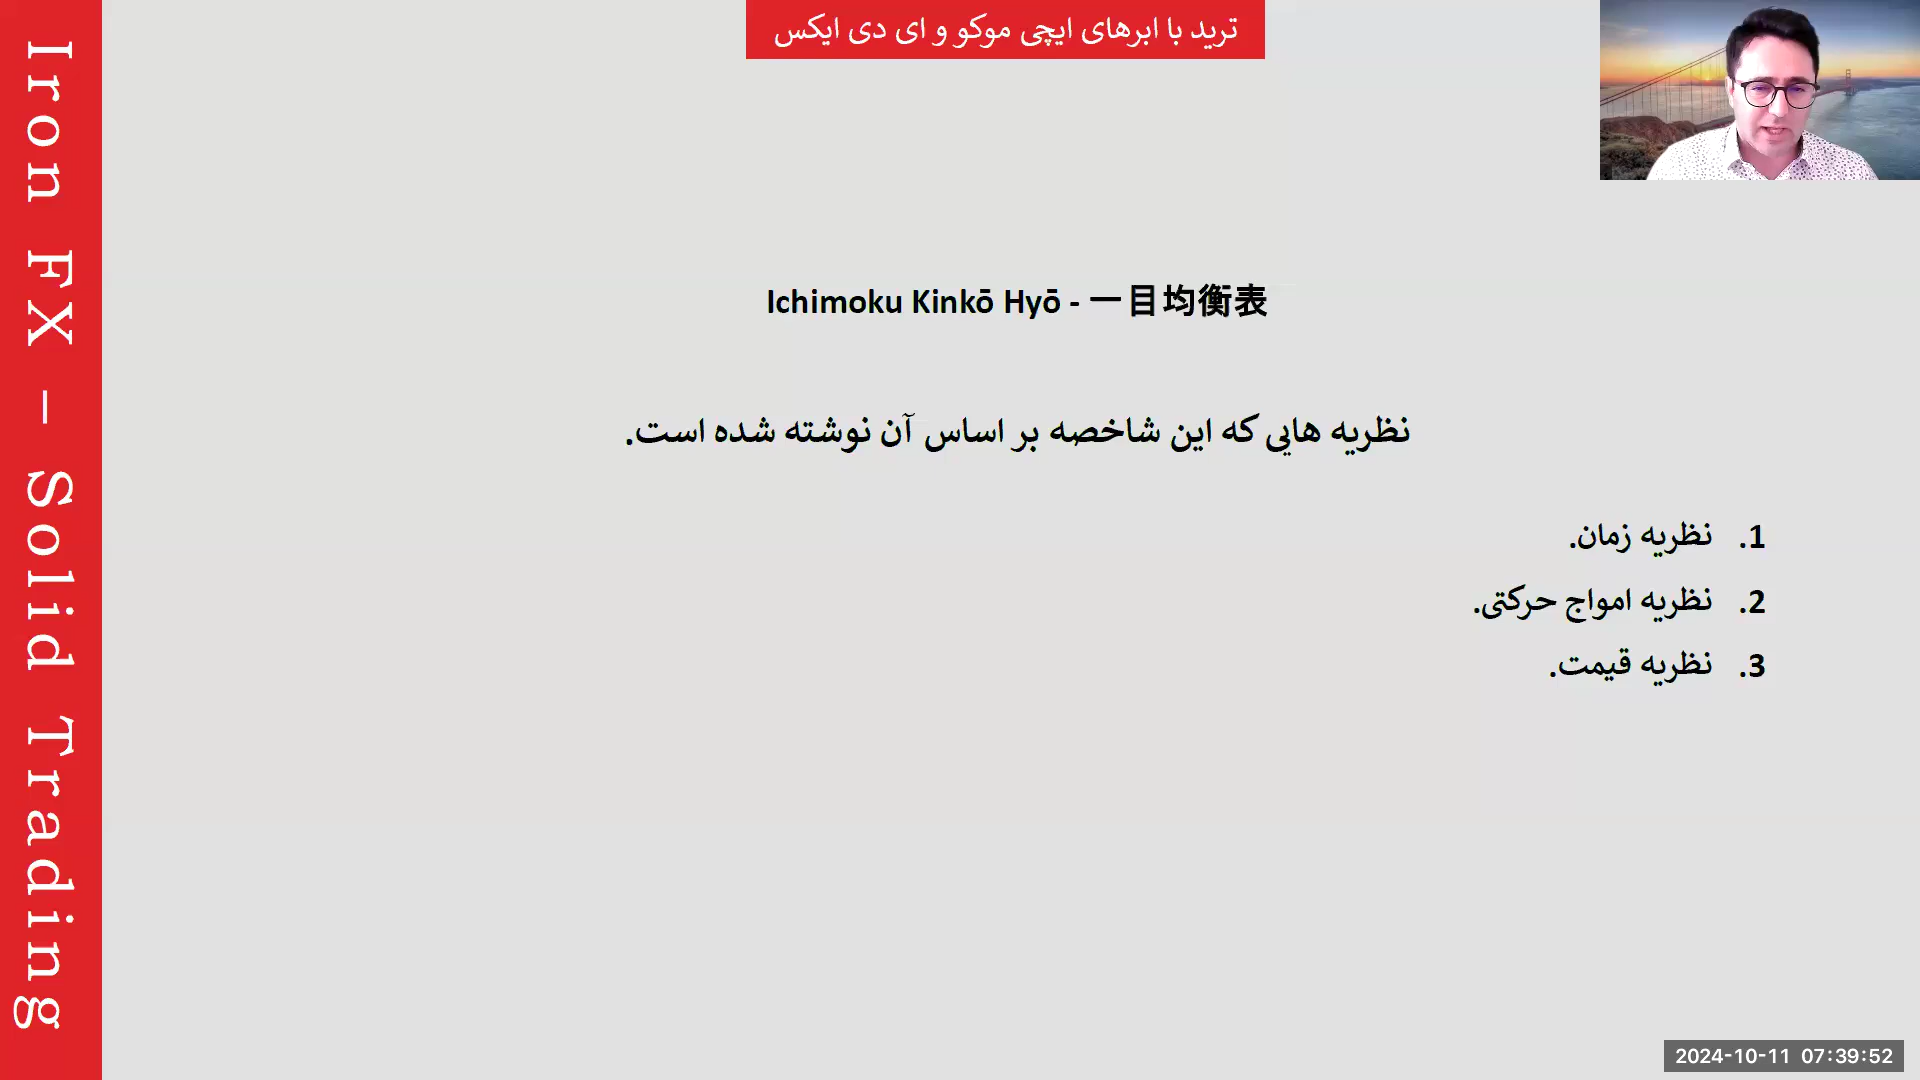 ترید با ابرهای ایچی موکو و ای دی ایکس
Iron FX – Solid Trading
Ichimoku Kinkō Hyō - 一目均衡表
نظریه هایی که این شاخصه بر اساس آن نوشته شده است.
1. نظریه زمان.
2. نظریه امواج حرکتی.
3. نظریه قیمت.
2024-10-11 07:39:52